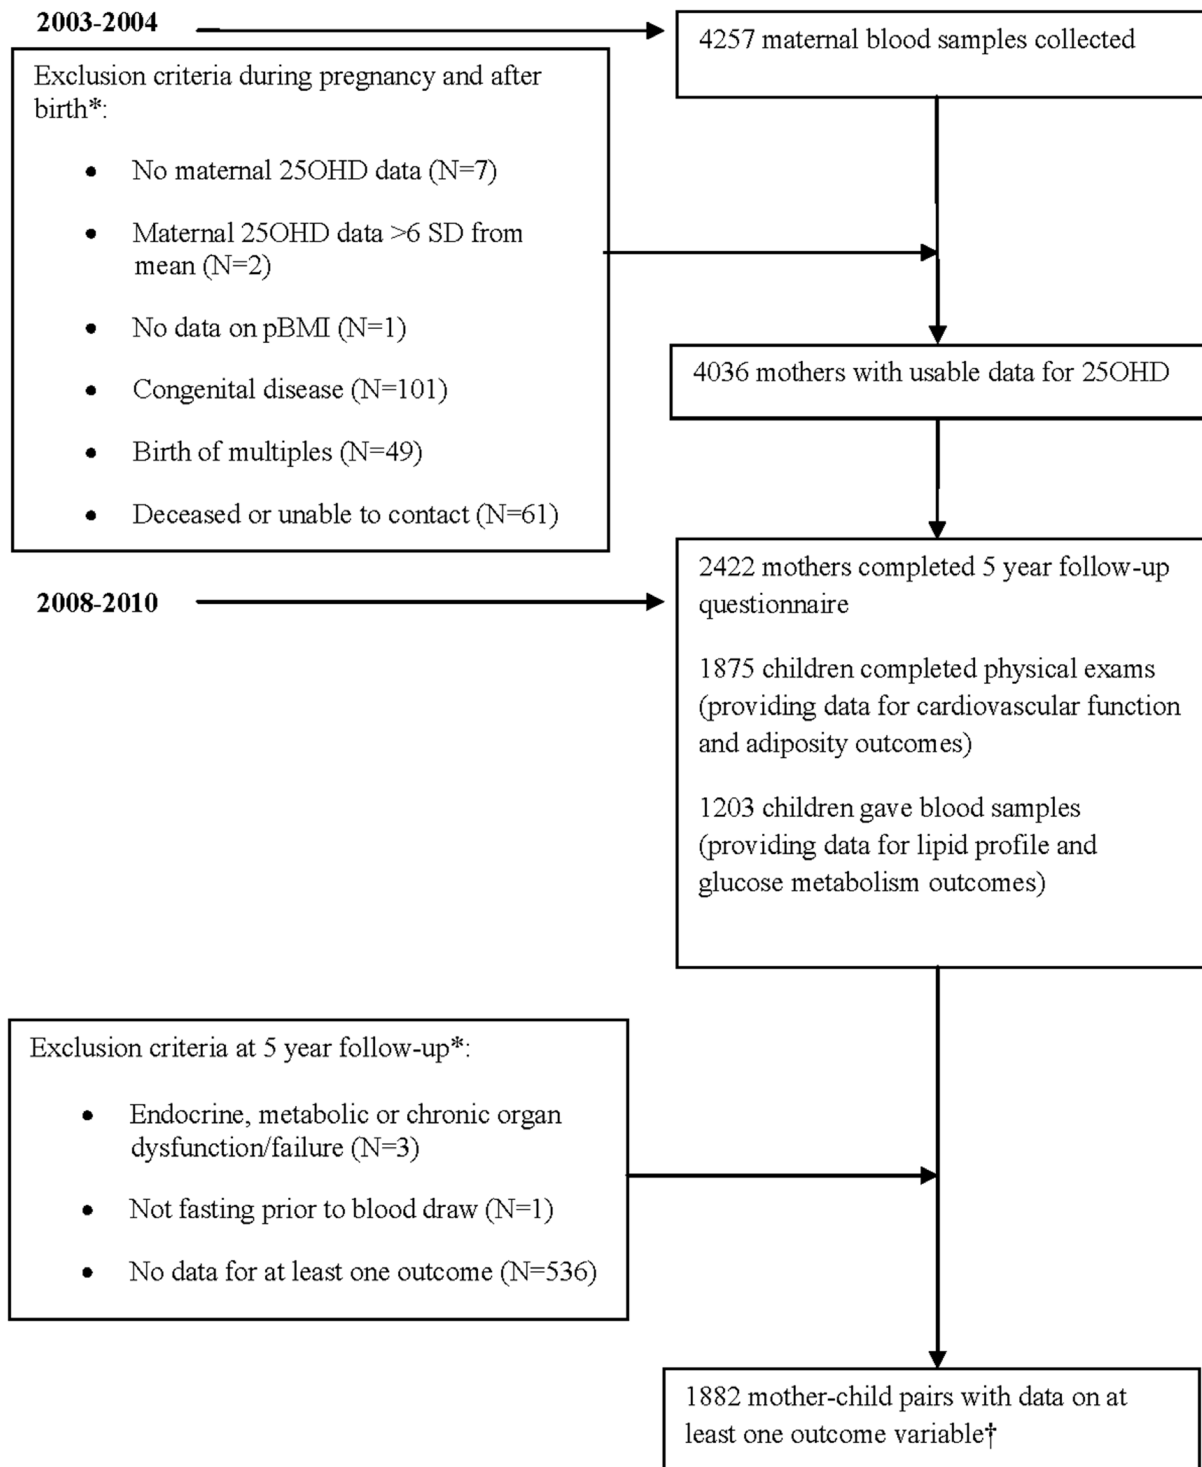 2003-2004
4257 maternal blood samples collected
Exclusion criteria during pregnancy and after
birth*:
• No maternal 25OHD data (N=7)
• Maternal 25OHD data >6 SD from
mean (N=2)
• No data on pBMI (N=1)
• Congenital disease (N=101)
• Birth of multiples (N=49)
• Deceased or unable to contact (N=61)
4036 mothers with usable data for 25OHD
2008-2010
2422 mothers completed 5 year follow-up
questionnaire
1875 children completed physical exams
(providing data for cardiovascular function
and adiposity outcomes)
1203 children gave blood samples
(providing data for lipid profile and
glucose metabolism outcomes)
Exclusion criteria at 5 year follow-up*:
• Endocrine, metabolic or chronic organ
dysfunction/failure (N=3)
• Not fasting prior to blood draw (N=1)
• No data for at least one outcome (N=536)
1882 mother-child pairs with data on at
least one outcome variable†